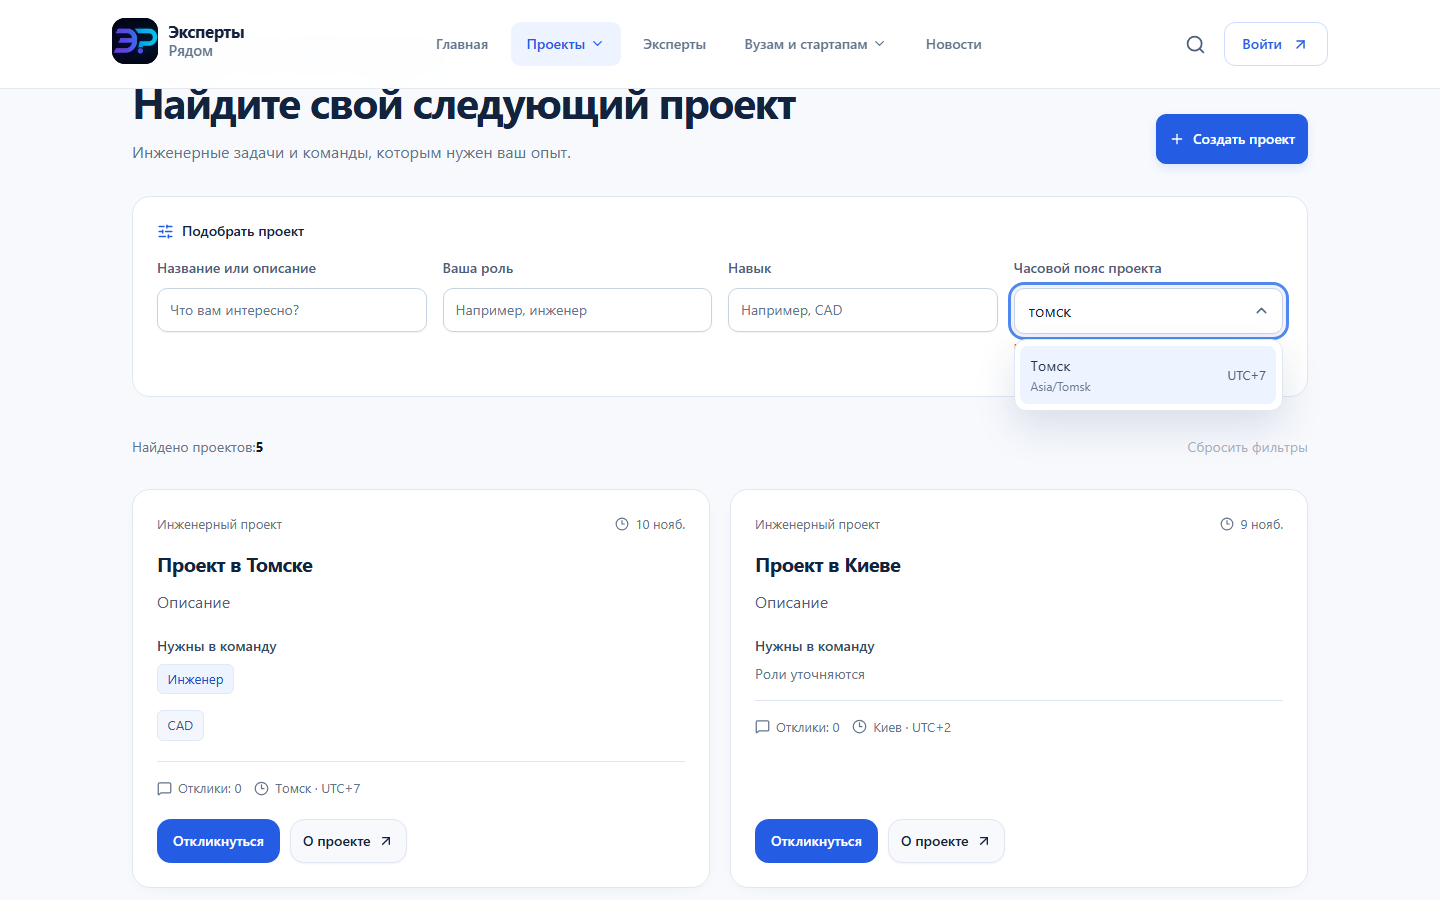 ЭР
Эксперты
Рядом
Главная
Проекты
Эксперты
Вузам и стартапам
Новости
Войти
Найдите свой следующий проект
Инженерные задачи и команды, которым нужен ваш опыт.
Создать проект
Подобрать проект
Название или описание
Ваша роль
Навык
Часовой пояс проекта
Что вам интересно?
Например, инженер
Например, CAD
томск
Томск
Asia/Tomsk
UTC+7
Найдено проектов:5
Сбросить фильтры
Инженерный проект
10 нояб.
Проект в Томске
Описание
Нужны в команду
Инженер
CAD
Отклики: 0
Томск · UTC+7
Откликнуться
О проекте
Инженерный проект
9 нояб.
Проект в Киеве
Описание
Нужны в команду
Роли уточняются
Отклики: 0
Киев · UTC+2
Откликнуться
О проекте